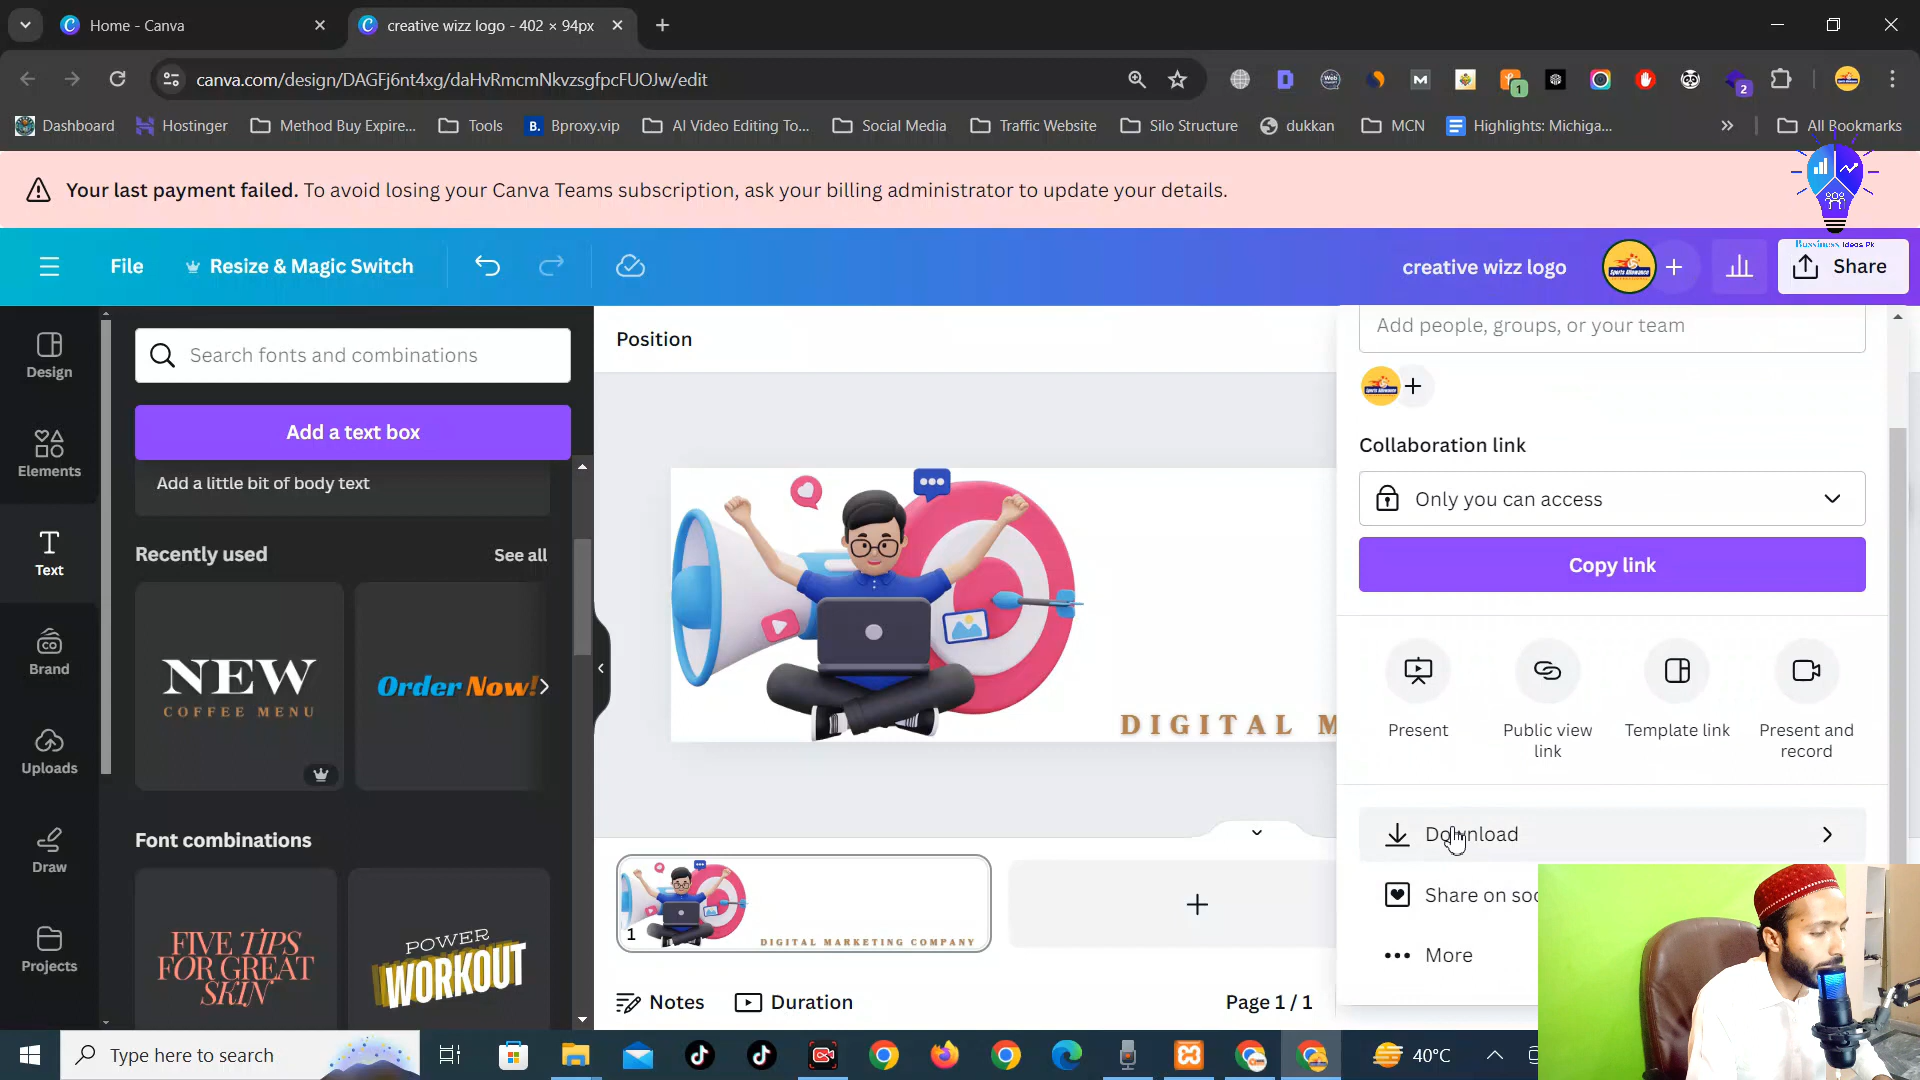 Home - Canva
creative wizz logo - 402 × 94px
canva.com/design/DAGFj6nt4xg/daHvRmcmNkvzsgfpcFUOJw/edit
1
2
Dashboard
Hostinger
Method Buy Expire...
Tools
B. Bproxy.vip
AI Video Editing To...
Social Media
Traffic Website
Silo Structure
dukkan
MCN
Highlights: Michiga...
All Bookmarks
Your last payment failed. To avoid losing your Canva Teams subscription, ask your billing administrator to update your details.
Bussiness Ideas Pk
File
Resize & Magic Switch
creative wizz logo
Sports Allowance
Share
Design
Elements
Text
Brand
Uploads
Draw
Projects
Search fonts and combinations
Add a text box
Add a little bit of body text
Recently used
See all
NEW
COFFEE MENU
Order Now!
Font combinations
FIVE TIPS
FOR GREAT
SKIN
POWER
WORKOUT
Position
DIGITAL M
1
DIGITAL MARKETING COMPANY
Notes
Duration
Page 1 / 1
Add people, groups, or your team
Collaboration link
Only you can access
Copy link
Present
Public view
link
Template link
Present and
record
Download
Share on soc
More
Type here to search
40°C